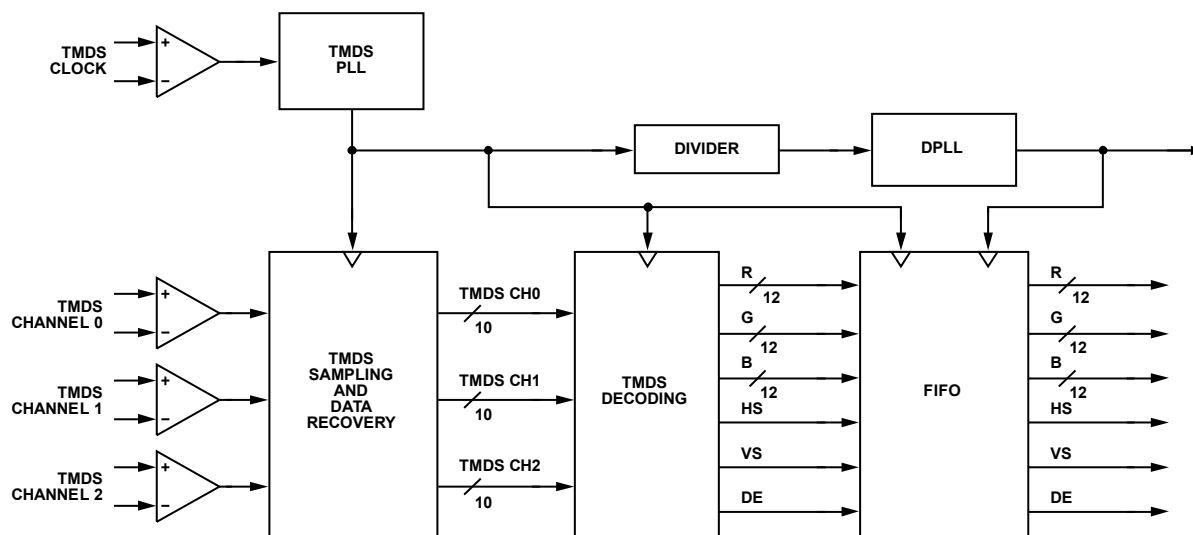 TMDS
CLOCK
+
−
TMDS
PLL
DIVIDER
DPLL
TMDS
CHANNEL 0
+
−
TMDS
CHANNEL 1
+
−
TMDS
CHANNEL 2
+
−
TMDS
SAMPLING
AND
DATA
RECOVERY
TMDS CH0
10
TMDS CH1
10
TMDS CH2
10
TMDS
DECODING
R
12
G
12
B
12
HS
VS
DE
FIFO
R
12
G
12
B
12
HS
VS
DE